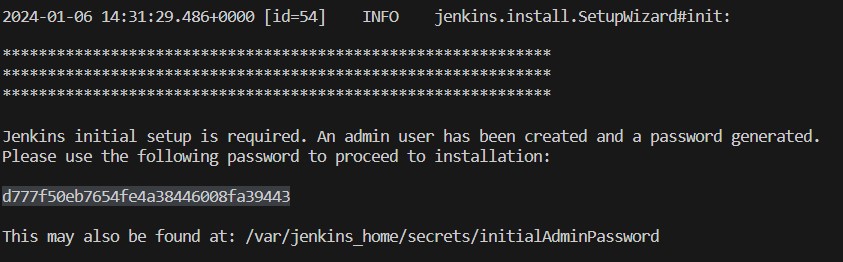 2024-01-06 14:31:29.486+0000 [id=54]    INFO    jenkins.install.SetupWizard#init:
*************************************************************
*************************************************************
*************************************************************
Jenkins initial setup is required. An admin user has been created and a password generated.
Please use the following password to proceed to installation:
d777f50eb7654fe4a38446008fa39443
This may also be found at: /var/jenkins_home/secrets/initialAdminPassword